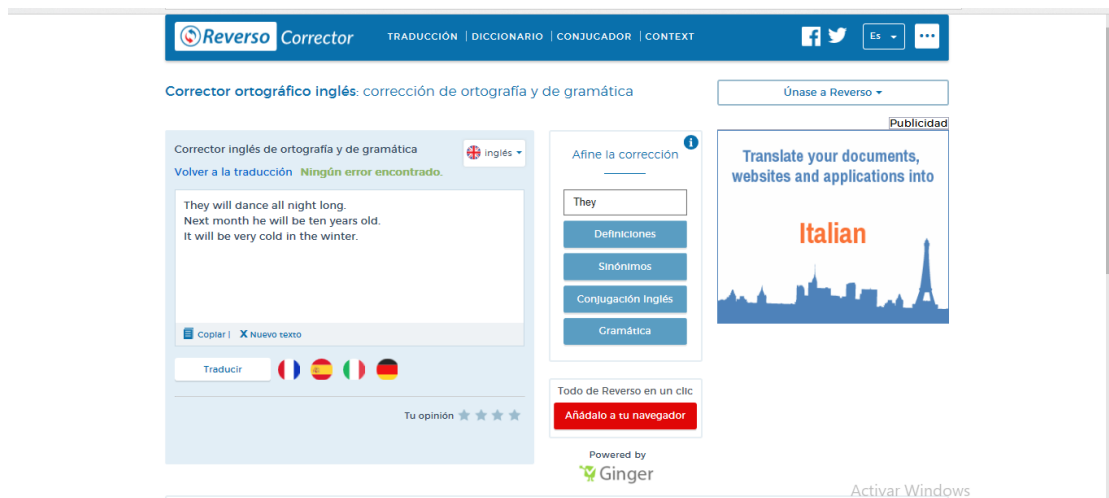 Reverso Corrector TRADUCCIÓN | DICCIONARIO | CONJUGADOR | CONTEXT Es ...
Corrector ortográfico inglés: corrección de ortografía y de gramática
Únase a Reverso
Publicidad
Corrector inglés de ortografía y de gramática
inglés
Volver a la traducción Ningún error encontrado.
They will dance all night long.
Next month he will be ten years old.
It will be very cold in the winter.
Copiar | X Nuevo texto
Traducir
Tu opinión
Afine la corrección
i
They
Definiciones
Sinónimos
Conjugación Inglés
Gramática
Todo de Reverso en un clic
Añádalo a tu navegador
Powered by
Ginger
Translate your documents,
websites and applications into
Italian
Activar Windows